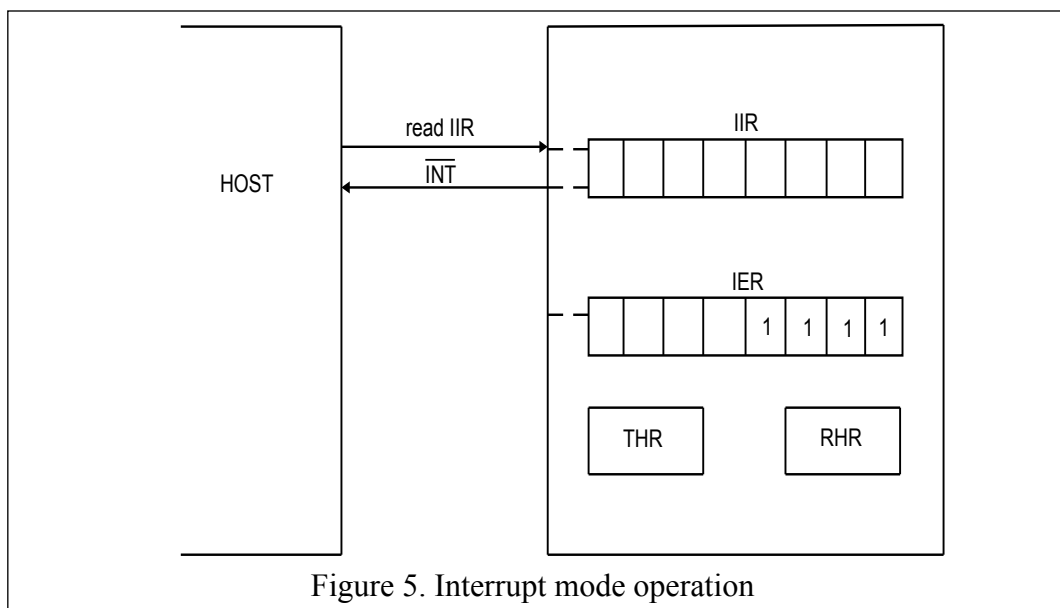 read IIR
IIR
HOST
INT
IER
1 1 1 1
THR RHR
Figure 5. Interrupt mode operation